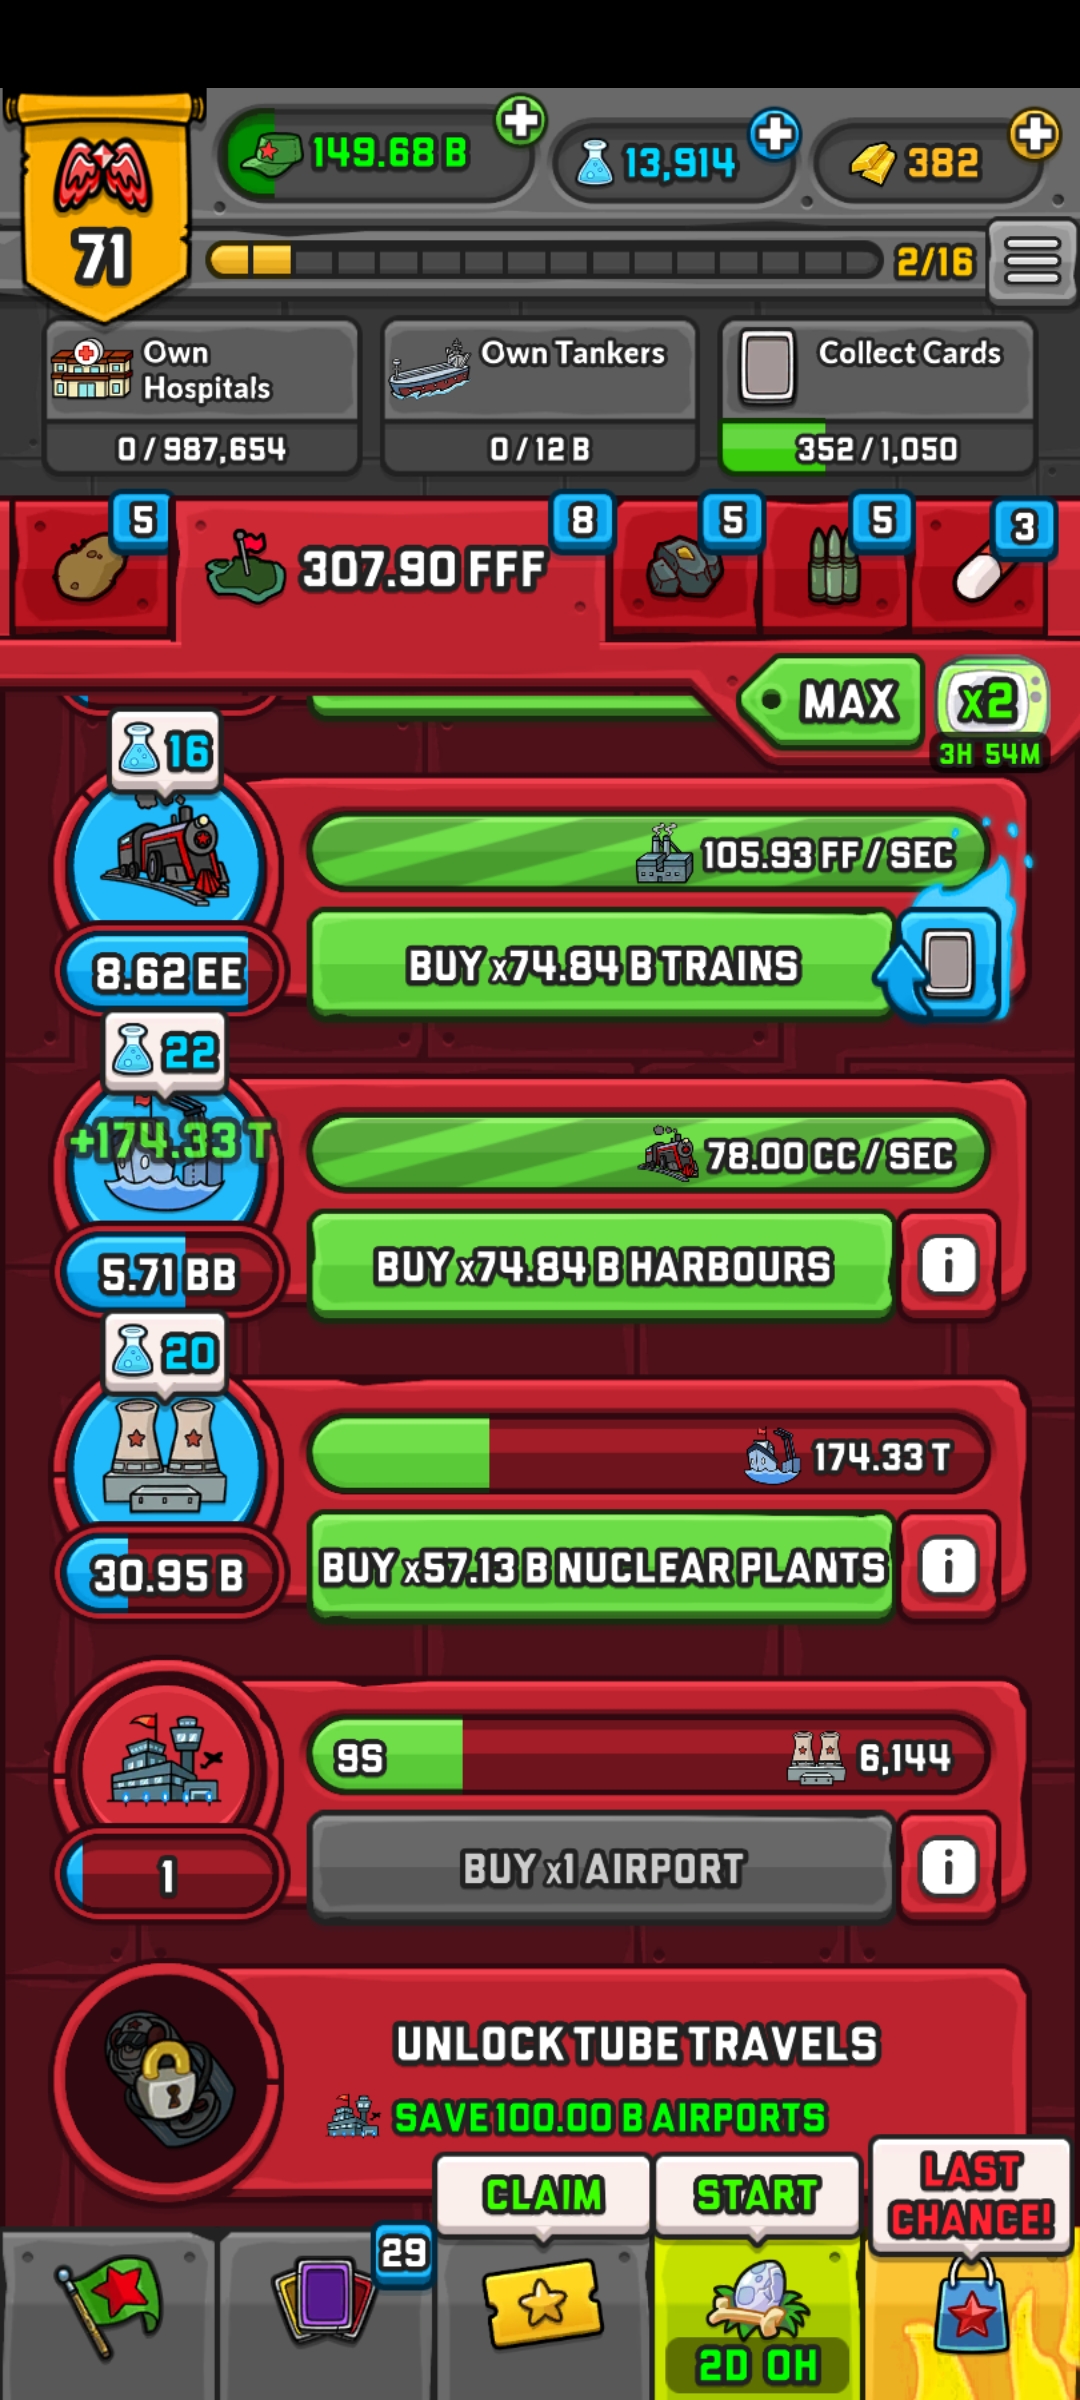 149.68 B
13,914
382
71
2/16
Own
Hospitals
0 / 987,654
Own Tankers
0 / 12 B
Collect Cards
352 / 1,050
5
307.90 FFF
8
5
5
3
MAX
x2
3H 54M
16
105.93 FF / SEC
8.62 EE
BUY x74.84 B TRAINS
22
+174.33 T
78.00 CC / SEC
5.71 BB
BUY x74.84 B HARBOURS
i
20
174.33 T
30.95 B
BUY x57.13 B NUCLEAR PLANTS
i
9S
6,144
1
BUY x1 AIRPORT
i
UNLOCK TUBE TRAVELS
SAVE 100.00 B AIRPORTS
CLAIM
START
LAST
CHANCE!
29
2D 0H